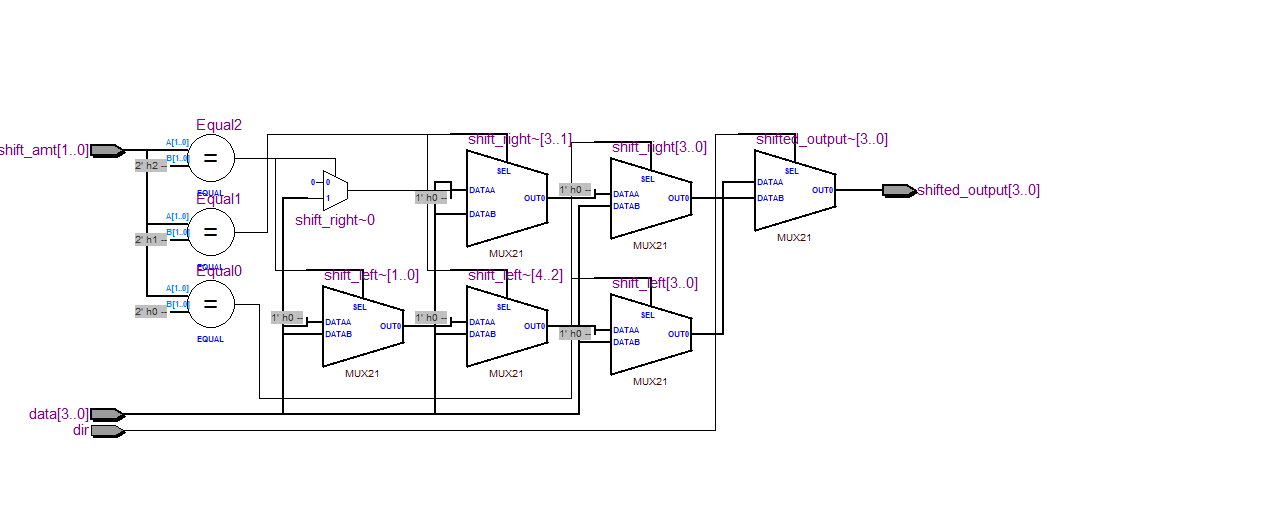 shift_amt[1..0]
Equal2
A[1..0]
B[1..0]
2' h2 --
=
EQUAL
Equal1
A[1..0]
B[1..0]
2' h1 --
=
EQUAL
Equal0
A[1..0]
B[1..0]
2' h0 --
=
EQUAL
0
0
1
shift_right~0
shift_right~[3..1]
SEL
1' h0 --
DATAA
DATAB
OUT0
MUX21
shift_right[3..0]
SEL
1' h0 --
DATAA
DATAB
OUT0
MUX21
shifted_output~[3..0]
SEL
DATAA
DATAB
OUT0
MUX21
shifted_output[3..0]
shift_left~[1..0]
SEL
1' h0 --
DATAA
DATAB
OUT0
MUX21
shift_left~[4..2]
SEL
1' h0 --
DATAA
DATAB
OUT0
MUX21
shift_left[3..0]
SEL
1' h0 --
DATAA
DATAB
OUT0
MUX21
data[3..0]
dir